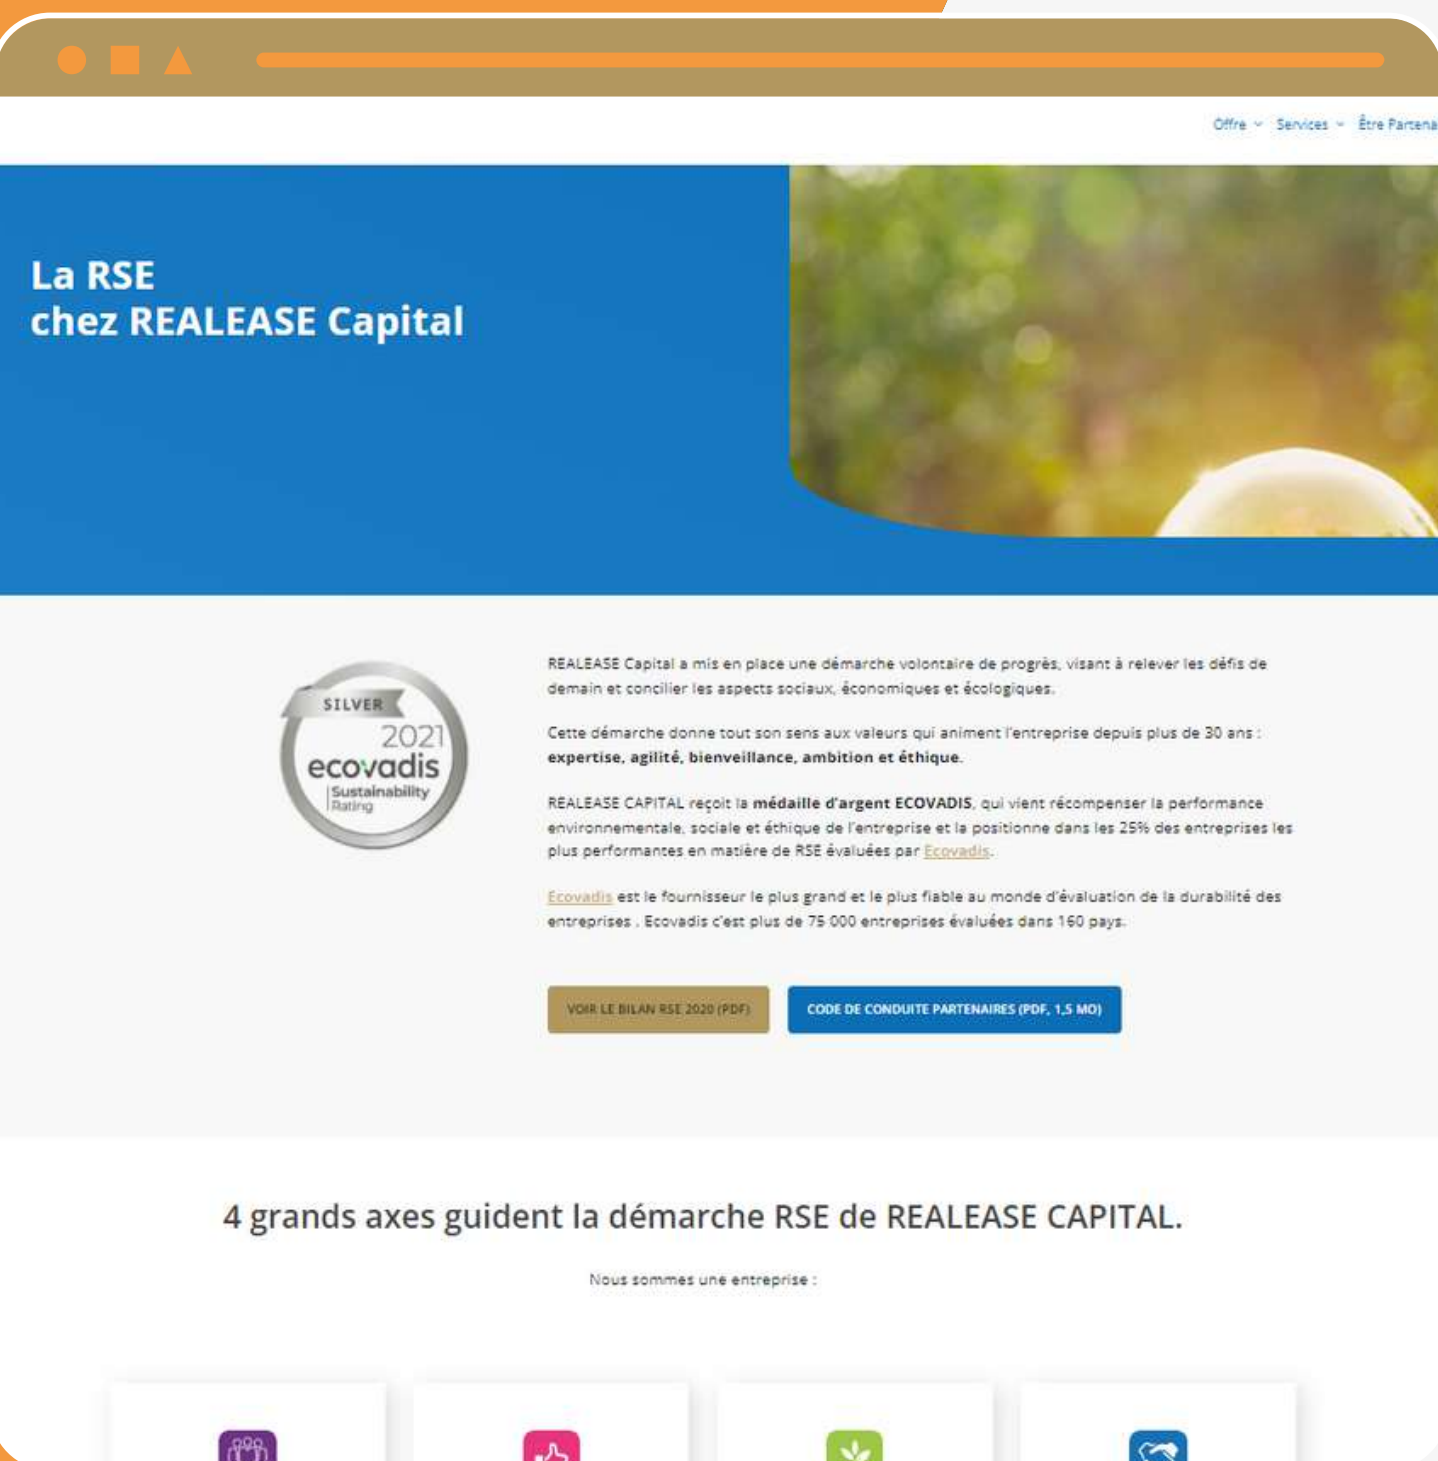 Offre Services Être Partena
La RSE
chez REALEASE Capital
SILVER
2021
ecovadis
Sustainability
Rating
REALEASE Capital a mis en place une démarche volontaire de progrès, visant à relever les défis de
demain et concilier les aspects sociaux, économiques et écologiques.
Cette démarche donne tout son sens aux valeurs qui animent l'entreprise depuis plus de 30 ans :
expertise, agilité, bienveillance, ambition et éthique.
REALEASE CAPITAL reçoit la médaille d'argent ECOVADIS, qui vient récompenser la performance
environnementale, sociale et éthique de l'entreprise et la positionne dans les 25% des entreprises les
plus performantes en matière de RSE évaluées par Ecovadis.
Ecovadis est le fournisseur le plus grand et le plus fiable au monde d'évaluation de la durabilité des
entreprises . Ecovadis c'est plus de 75 000 entreprises évaluées dans 160 pays.
VOIR LE BILAN RSE 2020 (PDF)
CODE DE CONDUITE PARTENAIRES (PDF, 1,5 MO)
4 grands axes guident la démarche RSE de REALEASE CAPITAL.
Nous sommes une entreprise :